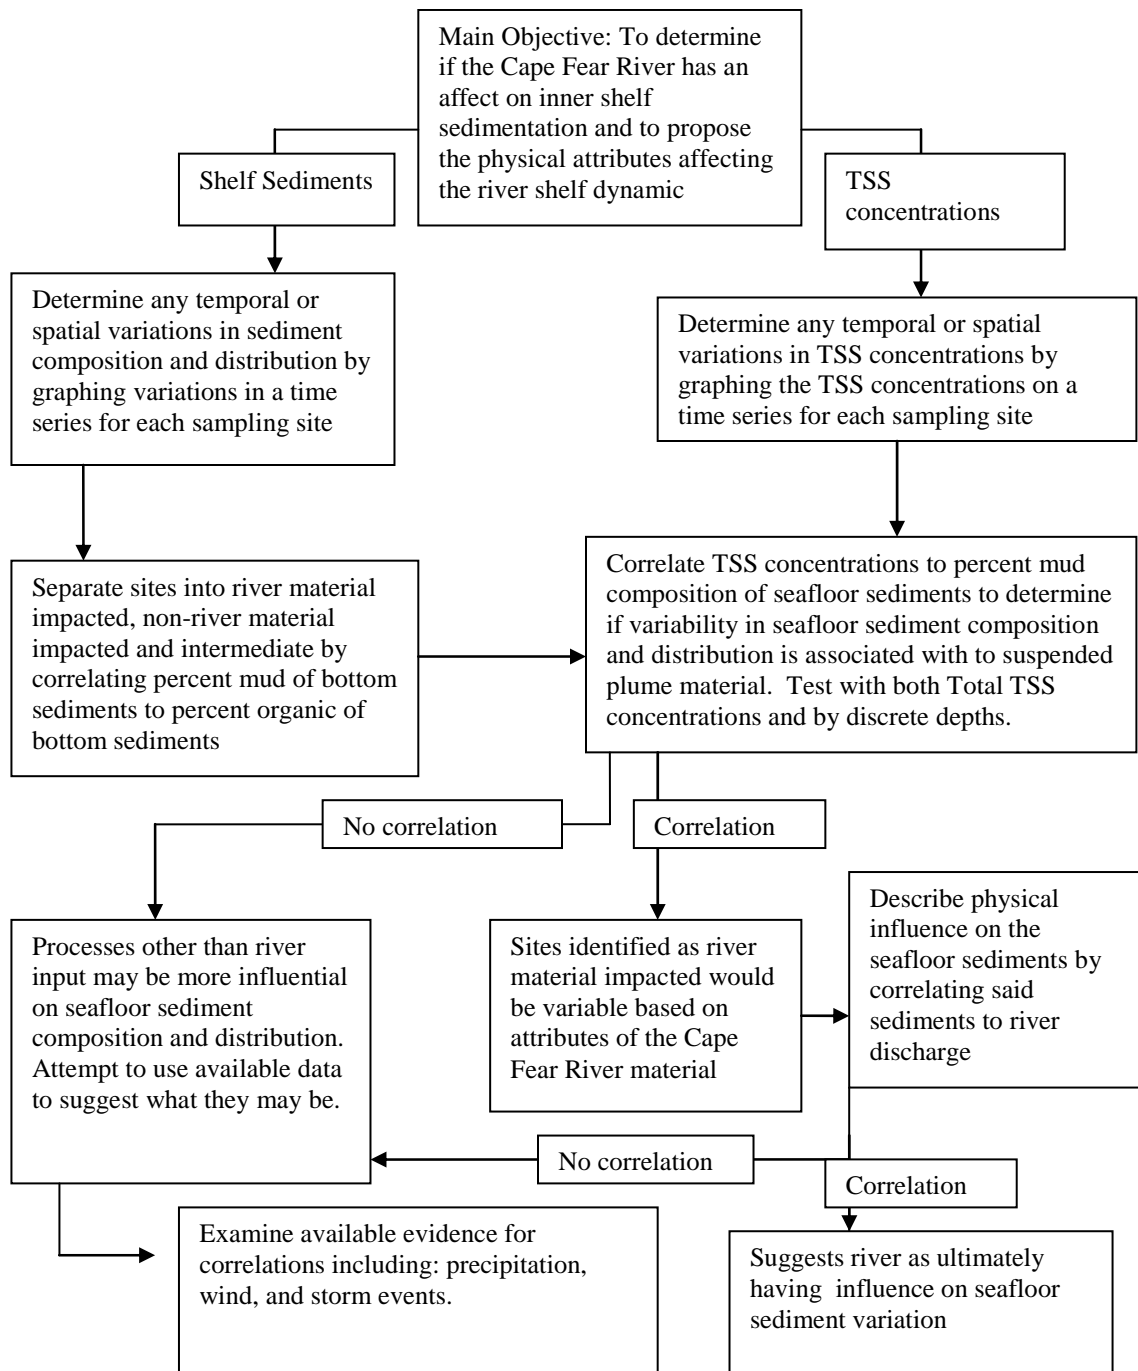 Main Objective: To determine
if the Cape Fear River has an
affect on inner shelf
sedimentation and to propose
the physical attributes affecting
the river shelf dynamic
Shelf Sediments
TSS
concentrations
Determine any temporal or
spatial variations in sediment
composition and distribution by
graphing variations in a time
series for each sampling site
Determine any temporal or spatial
variations in TSS concentrations by
graphing the TSS concentrations on a
time series for each sampling site
Separate sites into river material
impacted, non-river material
impacted and intermediate by
correlating percent mud of bottom
sediments to percent organic of
bottom sediments
Correlate TSS concentrations to percent mud
composition of seafloor sediments to determine
if variability in seafloor sediment composition
and distribution is associated with to suspended
plume material.  Test with both Total TSS
concentrations and by discrete depths.
No correlation
Correlation
Processes other than river
input may be more influential
on seafloor sediment
composition and distribution.
Attempt to use available data
to suggest what they may be.
Sites identified as river
material impacted would
be variable based on
attributes of the Cape
Fear River material
Describe physical
influence on the
seafloor sediments by
correlating said
sediments to river
discharge
No correlation
Correlation
Examine available evidence for
correlations including: precipitation,
wind, and storm events.
Suggests river as ultimately
having  influence on seafloor
sediment variation